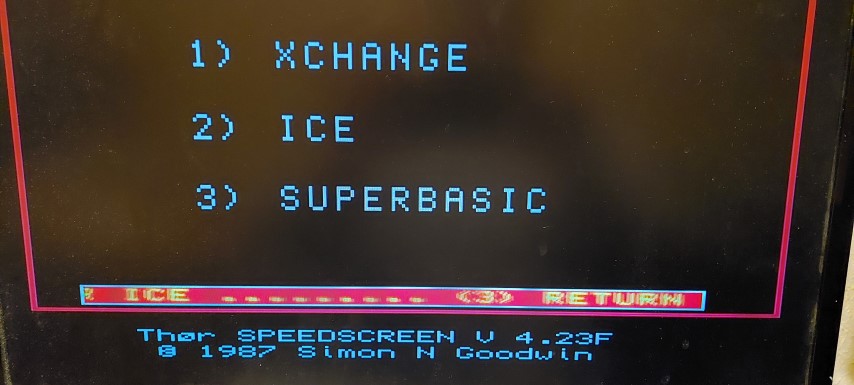 1) XCHANGE
2) ICE
3) SUPERBASIC
ICE ........ <3> RETURN
Thør SPEEDSCREEN V 4.23F
© 1987 Simon N Goodwin